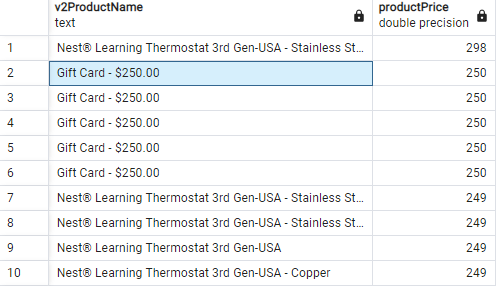 v2ProductName productPrice
text double precision
1 Nest® Learning Thermostat 3rd Gen-USA - Stainless St... 298
2 Gift Card - $250.00 250
3 Gift Card - $250.00 250
4 Gift Card - $250.00 250
5 Gift Card - $250.00 250
6 Gift Card - $250.00 250
7 Nest® Learning Thermostat 3rd Gen-USA - Stainless St... 249
8 Nest® Learning Thermostat 3rd Gen-USA - Stainless St... 249
9 Nest® Learning Thermostat 3rd Gen-USA 249
10 Nest® Learning Thermostat 3rd Gen-USA - Copper 249